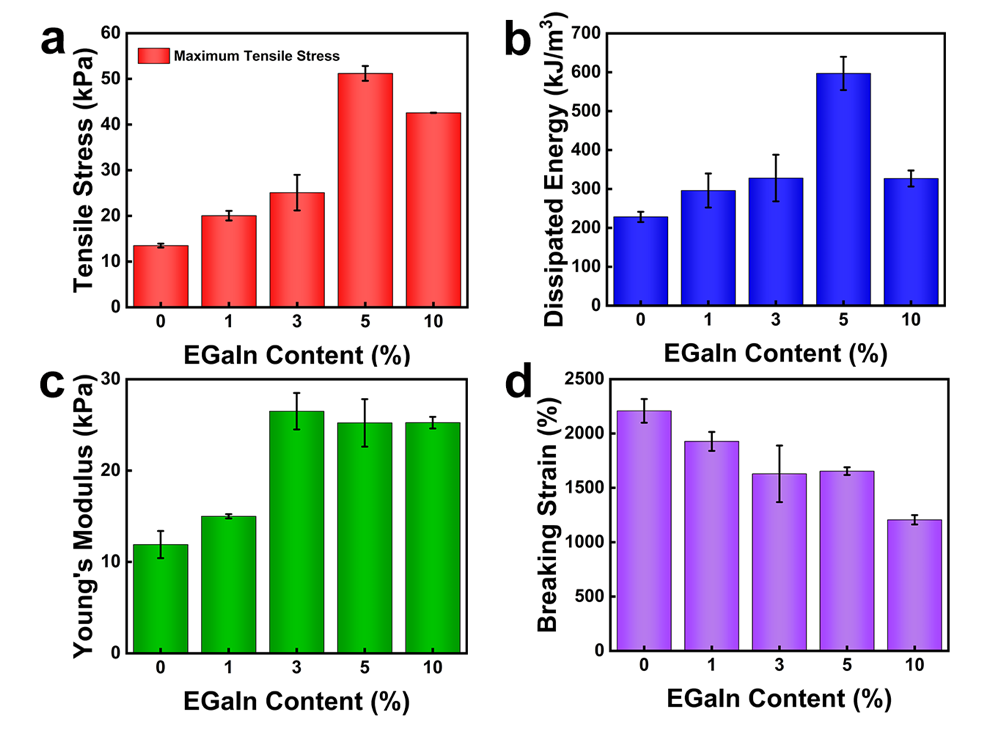 a
Tensile Stress (kPa)
60
50
40
30
20
10
0
Maximum Tensile Stress
0 1 3 5 10
EGaIn Content (%)
b
Dissipated Energy (kJ/m³)
700
600
500
400
300
200
100
0
0 1 3 5 10
EGaIn Content (%)
c
Young's Modulus (kPa)
30
20
10
0
0 1 3 5 10
EGaIn Content (%)
d
Breaking Strain (%)
2500
2000
1500
1000
500
0
0 1 3 5 10
EGaIn Content (%)